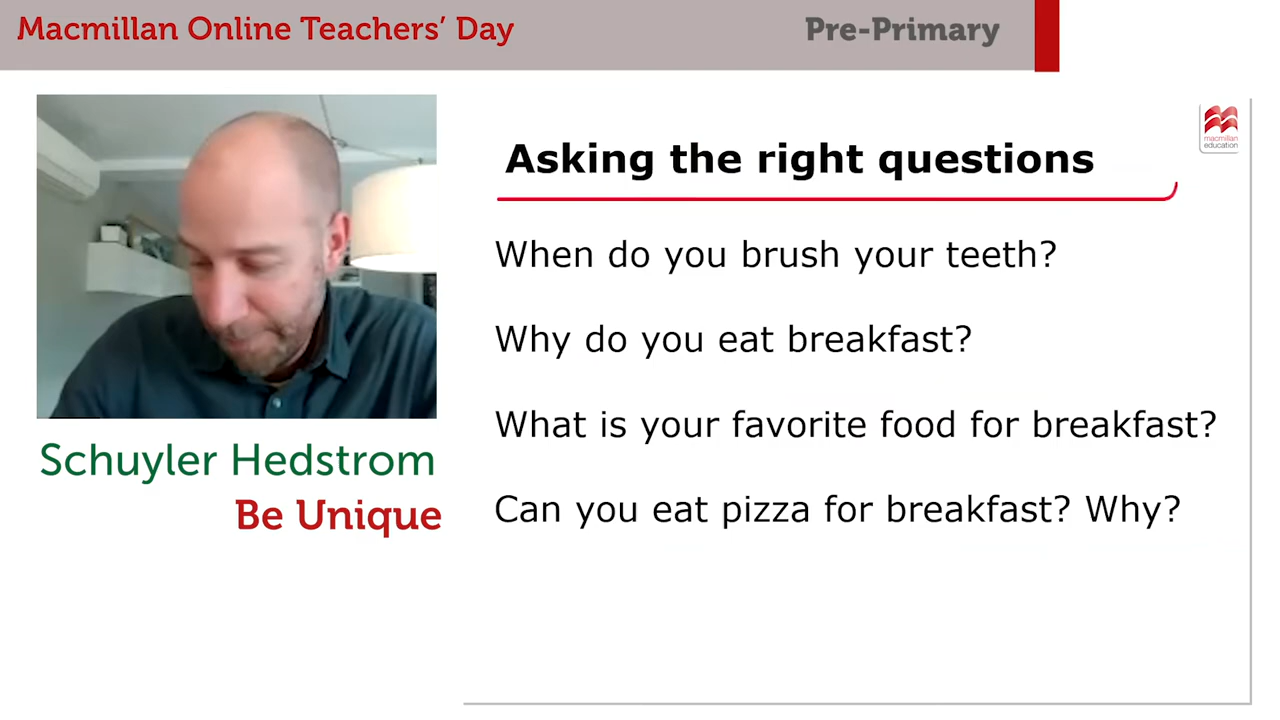 Macmillan Online Teachers’ Day
Pre-Primary
macmillan
education
Asking the right questions
When do you brush your teeth?
Why do you eat breakfast?
What is your favorite food for breakfast?
Can you eat pizza for breakfast? Why?
Schuyler Hedstrom
Be Unique